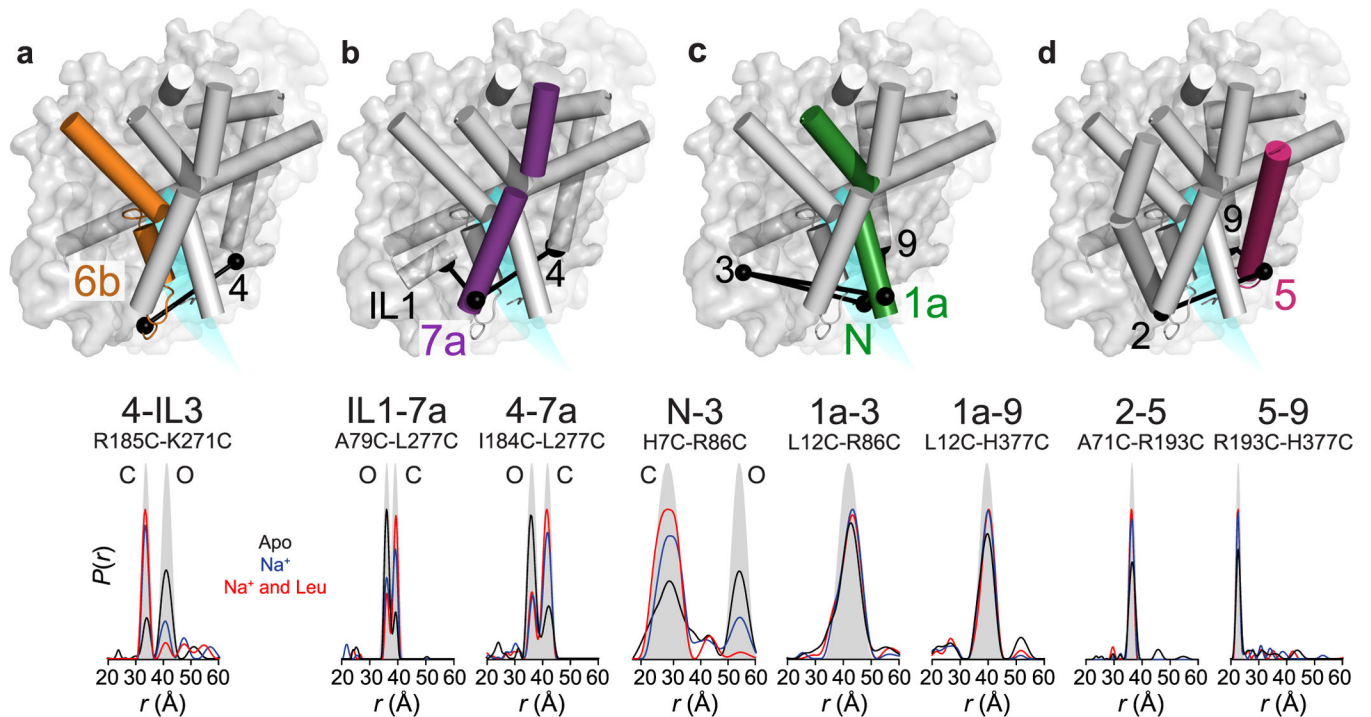 a b c d
6b 4 IL1 7a 4 3 9 1a N 9 5 2
4-IL3 IL1-7a 4-7a N-3 1a-3 1a-9 2-5 5-9
R185C-K271C A79C-L277C I184C-L277C H7C-R86C L12C-R86C L12C-H377C A71C-R193C R193C-H377C
C O O C O C C O
P(r)
Apo
Na⁺
Na⁺ and Leu
20 30 40 50 60 20 30 40 50 60 20 30 40 50 60 20 30 40 50 60 20 30 40 50 60 20 30 40 50 60 20 30 40 50 60 20 30 40 50 60
r (Å) r (Å) r (Å) r (Å) r (Å) r (Å) r (Å) r (Å)